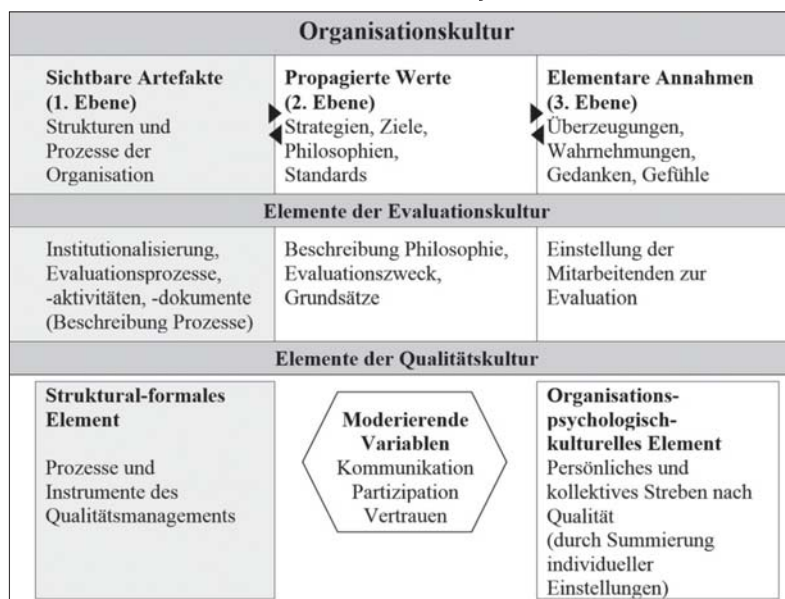 Organisationskultur
Sichtbare Artefakte
(1. Ebene)
Strukturen und
Prozesse der
Organisation
Propagierte Werte
(2. Ebene)
Strategien, Ziele,
Philosophien,
Standards
Elementare Annahmen
(3. Ebene)
Überzeugungen,
Wahrnehmungen,
Gedanken, Gefühle
Elemente der Evaluationskultur
Institutionalisierung,
Evaluationsprozesse,
-aktivitäten, -dokumente
(Beschreibung Prozesse)
Beschreibung Philosophie,
Evaluationszweck,
Grundsätze
Einstellung der
Mitarbeitenden zur
Evaluation
Elemente der Qualitätskultur
Struktural-formales
Element
Prozesse und
Instrumente des
Qualitätsmanagements
Moderierende
Variablen
Kommunikation
Partizipation
Vertrauen
Organisations-
psychologisch-
kulturelles Element
Persönliches und
kollektives Streben nach
Qualität
(durch Summierung
individueller
Einstellungen)